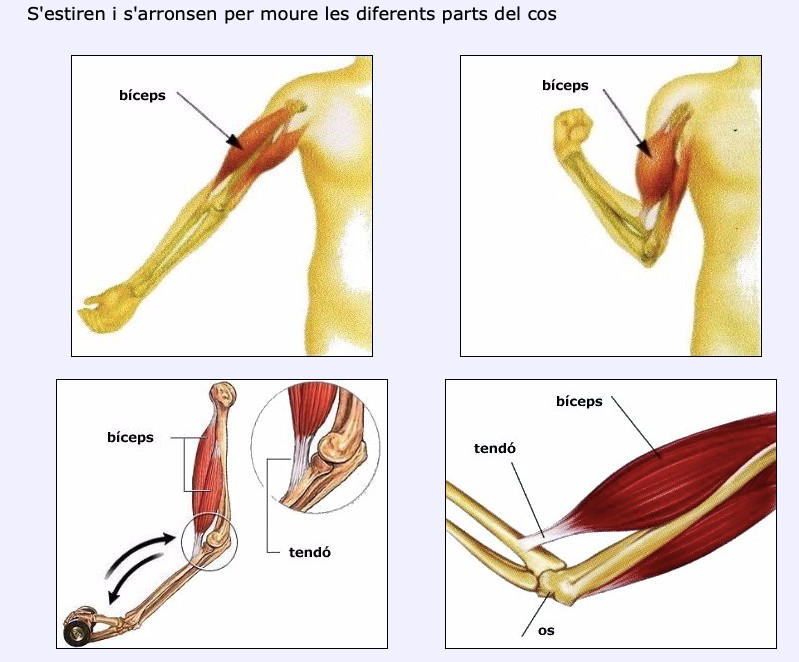 S'estiren i s'arronsen per moure les diferents parts del cos
bíceps
bíceps
bíceps
tendó
bíceps
tendó
os